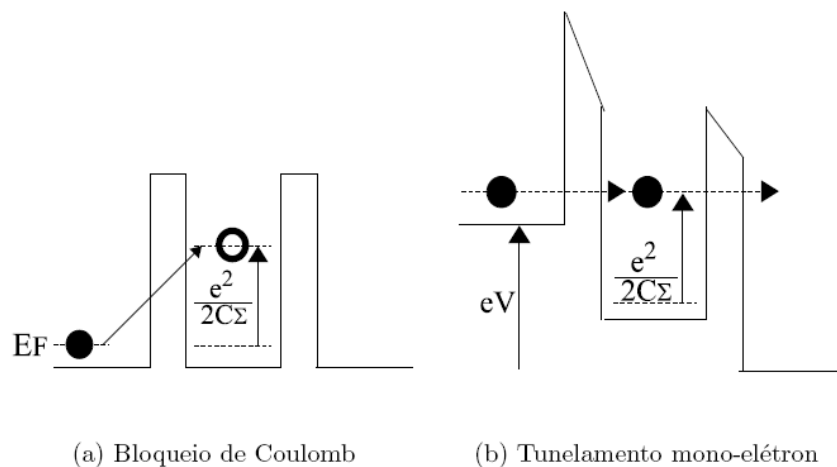 EF
e²
2CΣ
eV
e²
2CΣ
(a) Bloqueio de Coulomb
(b) Tunelamento mono-elétron